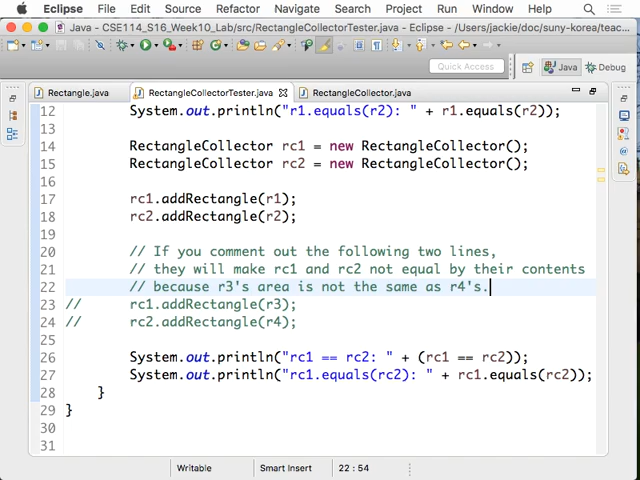 Eclipse File Edit Source Refactor Navigate Search Project Run Window Help
Java - CSE114_S16_Week10_Lab/src/RectangleCollectorTester.java - Eclipse - /Users/jackie/doc/suny-korea/teac
Quick Access Java Debug
Rectangle.java RectangleCollectorTester.java RectangleCollector.java
12 System.out.println("r1.equals(r2): " + r1.equals(r2));
13
14 RectangleCollector rc1 = new RectangleCollector();
15 RectangleCollector rc2 = new RectangleCollector();
16
17 rc1.addRectangle(r1);
18 rc2.addRectangle(r2);
19
20 // If you comment out the following two lines,
21 // they will make rc1 and rc2 not equal by their contents
22 // because r3's area is not the same as r4's.
23 // rc1.addRectangle(r3);
24 // rc2.addRectangle(r4);
25
26 System.out.println("rc1 == rc2: " + (rc1 == rc2));
27 System.out.println("rc1.equals(rc2): " + rc1.equals(rc2));
28 }
29 }
30
31
Writable Smart Insert 22 : 54